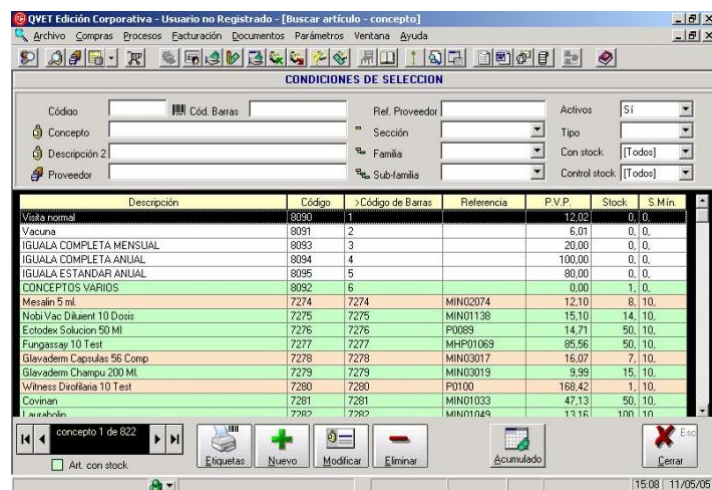 QVET Edición Corporativa - Usuario no Registrado - [Buscar artículo - concepto]
Archivo Compras Procesos Facturación Documentos Parámetros Ventana Ayuda
CONDICIONES DE SELECCION
Código Cód. Barras Ref. Proveedor Activos Sí
Concepto Sección Tipo
Descripción 2 Familia Con stock [Todos]
Proveedor Sub-familia Control stock [Todos]
Descripción Código >Código de Barras Referencia P.V.P. Stock S.Mín.
Visita normal 8090 1 12,02 0, 0,
Vacuna 8091 2 6,01 0, 0,
IGUALA COMPLETA MENSUAL 8093 3 20,00 0, 0,
IGUALA COMPLETA ANUAL 8094 4 100,00 0, 0,
IGUALA ESTANDAR ANUAL 8095 5 80,00 0, 0,
CONCEPTOS VARIOS 8092 6 0,00 1, 0,
Mesalin 5 ml. 7274 7274 MIN02074 12,10 8, 10,
Nobi Vac Diluent 10 Dosis 7275 7275 MIN01138 15,10 14, 10,
Ectodex Solucion 50 Ml 7276 7276 P0089 14,71 50, 10,
Fungassay 10 Test 7277 7277 MHP01069 85,56 50, 10,
Glavaderm Capsulas 56 Comp 7278 7278 MIN03017 16,07 7, 10,
Glavaderm Champu 200 Ml. 7279 7279 MIN03019 9,99 15, 10,
Witness Dirofilaria 10 Test 7280 7280 P0100 168,42 1, 10,
Covinan 7281 7281 MIN01033 47,13 50, 10,
Laurabolin 7282 7282 MIN01049 13,16 100, 10,
concepto 1 de 822
Art. con stock
Etiquetas Nuevo Modificar Eliminar Acumulado Esc Cerrar
15:08 11/05/05